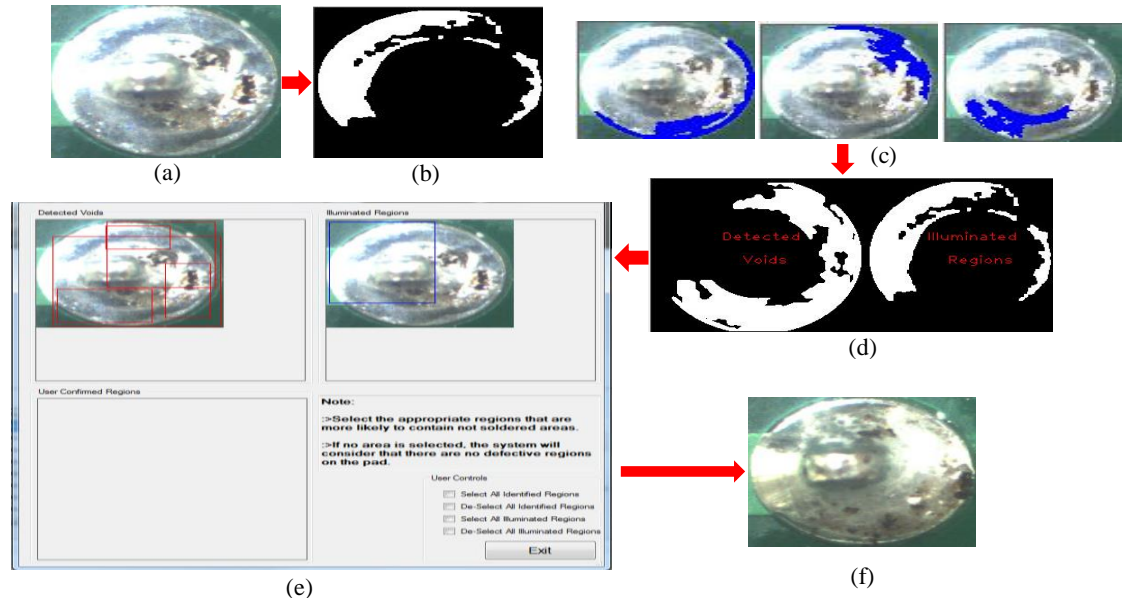 (a)
(b)
(c)
Detected Illuminated
Voids Regions
(d)
Detected Voids
Illuminated Regions
User Confirmed Regions
Note:
:>Select the appropriate regions that are
more likely to contain not soldered areas.
:>If no area is selected, the system will
consider that there are no defective regions
on the pad.
User Controls
Select All Identified Regions
De-Select All Identified Regions
Select All Illuminated Regions
De-Select All Illuminated Regions
Exit
(e)
(f)